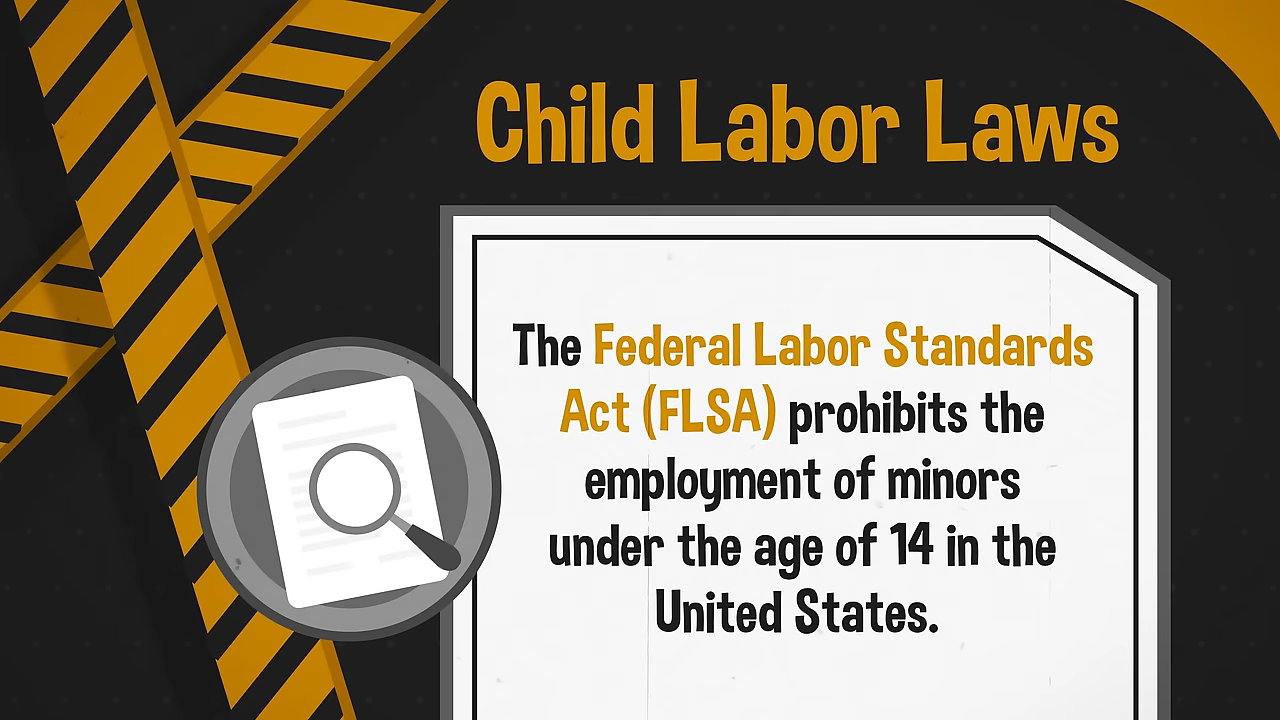 Child Labor Laws
The Federal Labor Standards
Act (FLSA) prohibits the
employment of minors
under the age of 14 in the
United States.